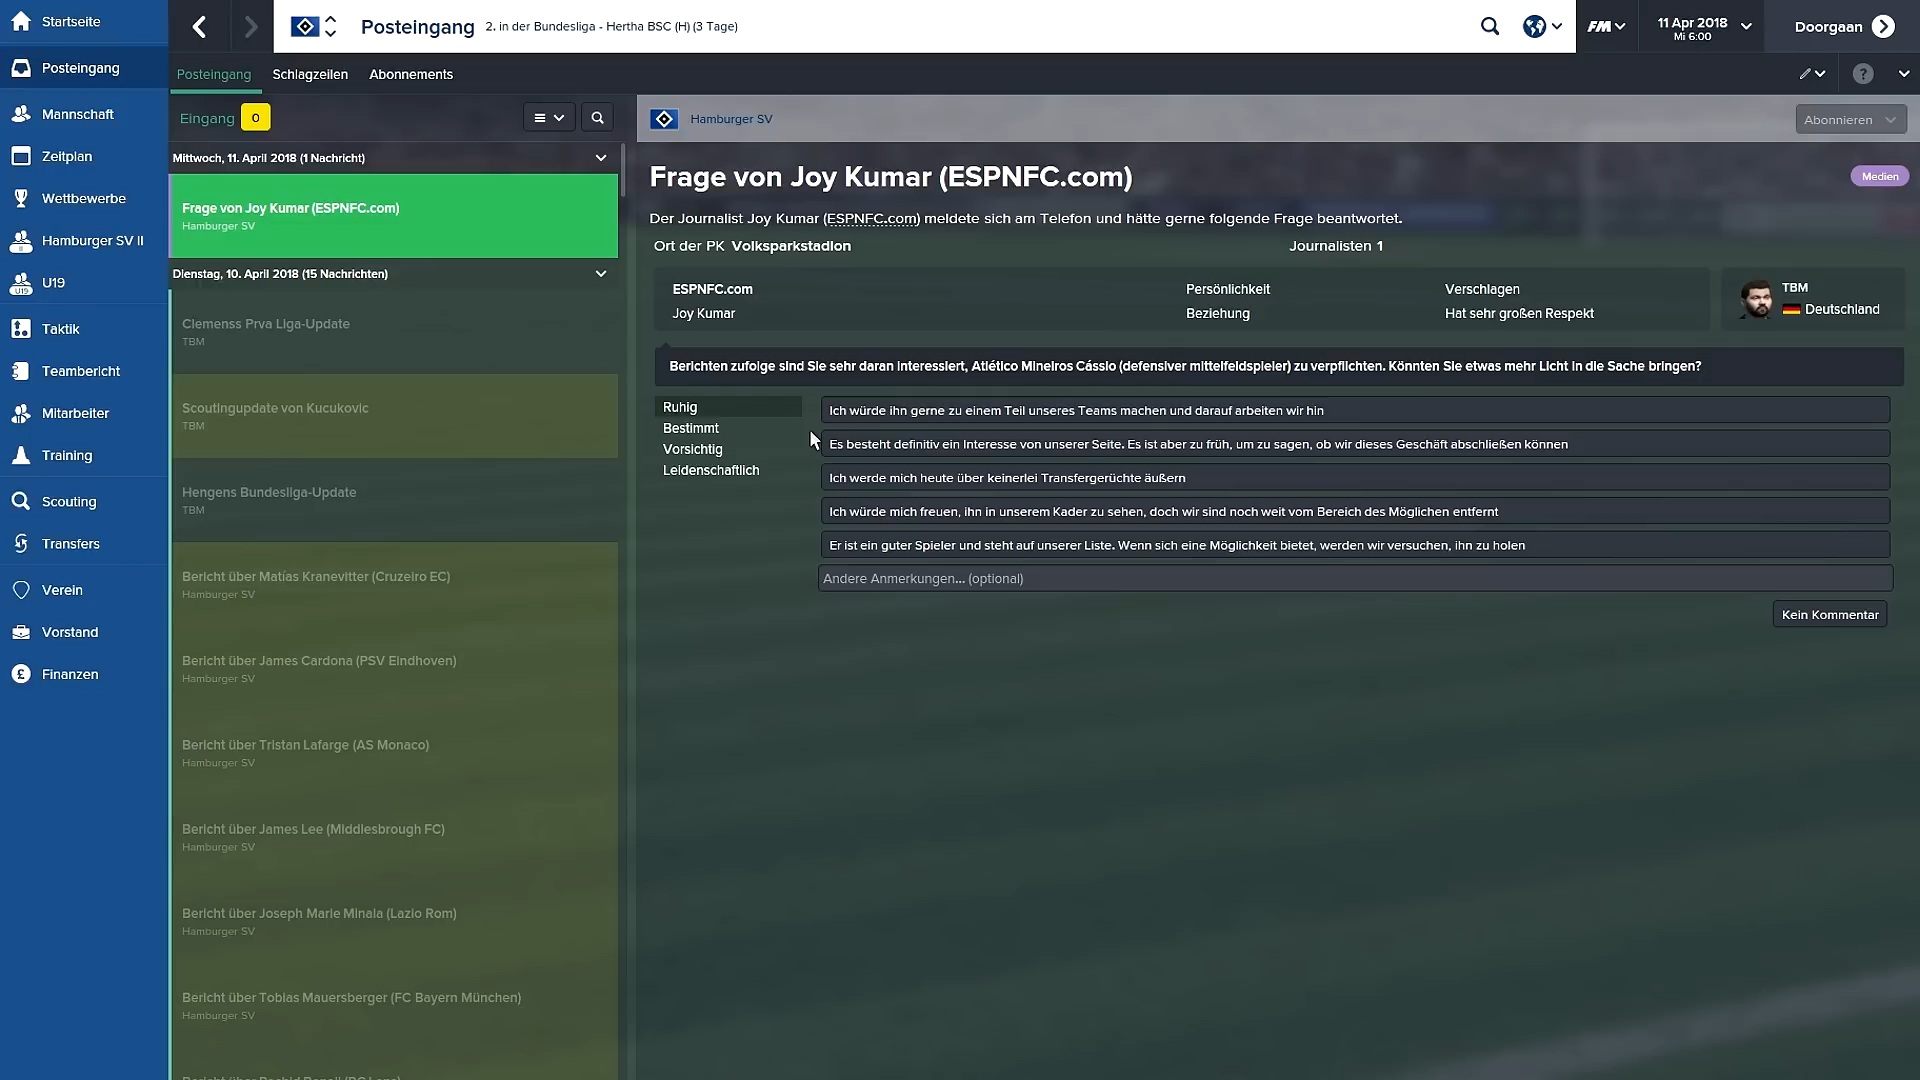 Startseite
Posteingang
Mannschaft
Zeitplan
Wettbewerbe
Hamburger SV II
U19
Taktik
Teambericht
Mitarbeiter
Training
Scouting
Transfers
Verein
Vorstand
Finanzen
Posteingang 2. in der Bundesliga - Hertha BSC (H) (3 Tage)
FM
11 Apr 2018
Mi 6:00
Doorgaan
Posteingang Schlagzeilen Abonnements
Eingang 0
Mittwoch, 11. April 2018 (1 Nachricht)
Frage von Joy Kumar (ESPNFC.com)
Hamburger SV
Dienstag, 10. April 2018 (15 Nachrichten)
Clemenss Prva Liga-Update
TBM
Scoutingupdate von Kucukovic
TBM
Hengens Bundesliga-Update
TBM
Bericht über Matías Kranevitter (Cruzeiro EC)
Hamburger SV
Bericht über James Cardona (PSV Eindhoven)
Hamburger SV
Bericht über Tristan Lafarge (AS Monaco)
Hamburger SV
Bericht über James Lee (Middlesbrough FC)
Hamburger SV
Bericht über Joseph Marie Minala (Lazio Rom)
Hamburger SV
Bericht über Tobias Mauersberger (FC Bayern München)
Hamburger SV
Hamburger SV
Abonnieren
Frage von Joy Kumar (ESPNFC.com)
Medien
Der Journalist Joy Kumar (ESPNFC.com) meldete sich am Telefon und hätte gerne folgende Frage beantwortet.
Ort der PK Volksparkstadion Journalisten 1
ESPNFC.com Persönlichkeit Verschlagen
Joy Kumar Beziehung Hat sehr großen Respekt
TBM
Deutschland
Berichten zufolge sind Sie sehr daran interessiert, Atlético Mineiros Cássio (defensiver mittelfeldspieler) zu verpflichten. Könnten Sie etwas mehr Licht in die Sache bringen?
Ruhig
Bestimmt
Vorsichtig
Leidenschaftlich
Ich würde ihn gerne zu einem Teil unseres Teams machen und darauf arbeiten wir hin
Es besteht definitiv ein Interesse von unserer Seite. Es ist aber zu früh, um zu sagen, ob wir dieses Geschäft abschließen können
Ich werde mich heute über keinerlei Transfergerüchte äußern
Ich würde mich freuen, ihn in unserem Kader zu sehen, doch wir sind noch weit vom Bereich des Möglichen entfernt
Er ist ein guter Spieler und steht auf unserer Liste. Wenn sich eine Möglichkeit bietet, werden wir versuchen, ihn zu holen
Andere Anmerkungen... (optional)
Kein Kommentar